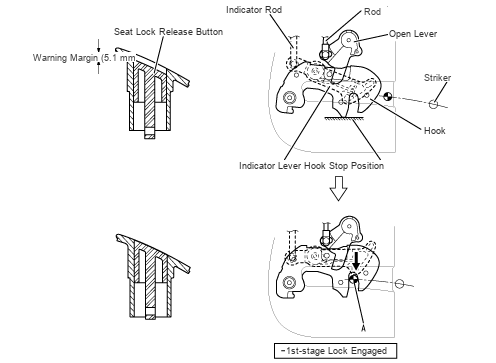 Indicator Rod
Rod
Seat Lock Release Button
Open Lever
Warning Margin (5.1 mm
Striker
Hook
Indicator Lever Hook Stop Position
A
-1st-stage Lock Engaged